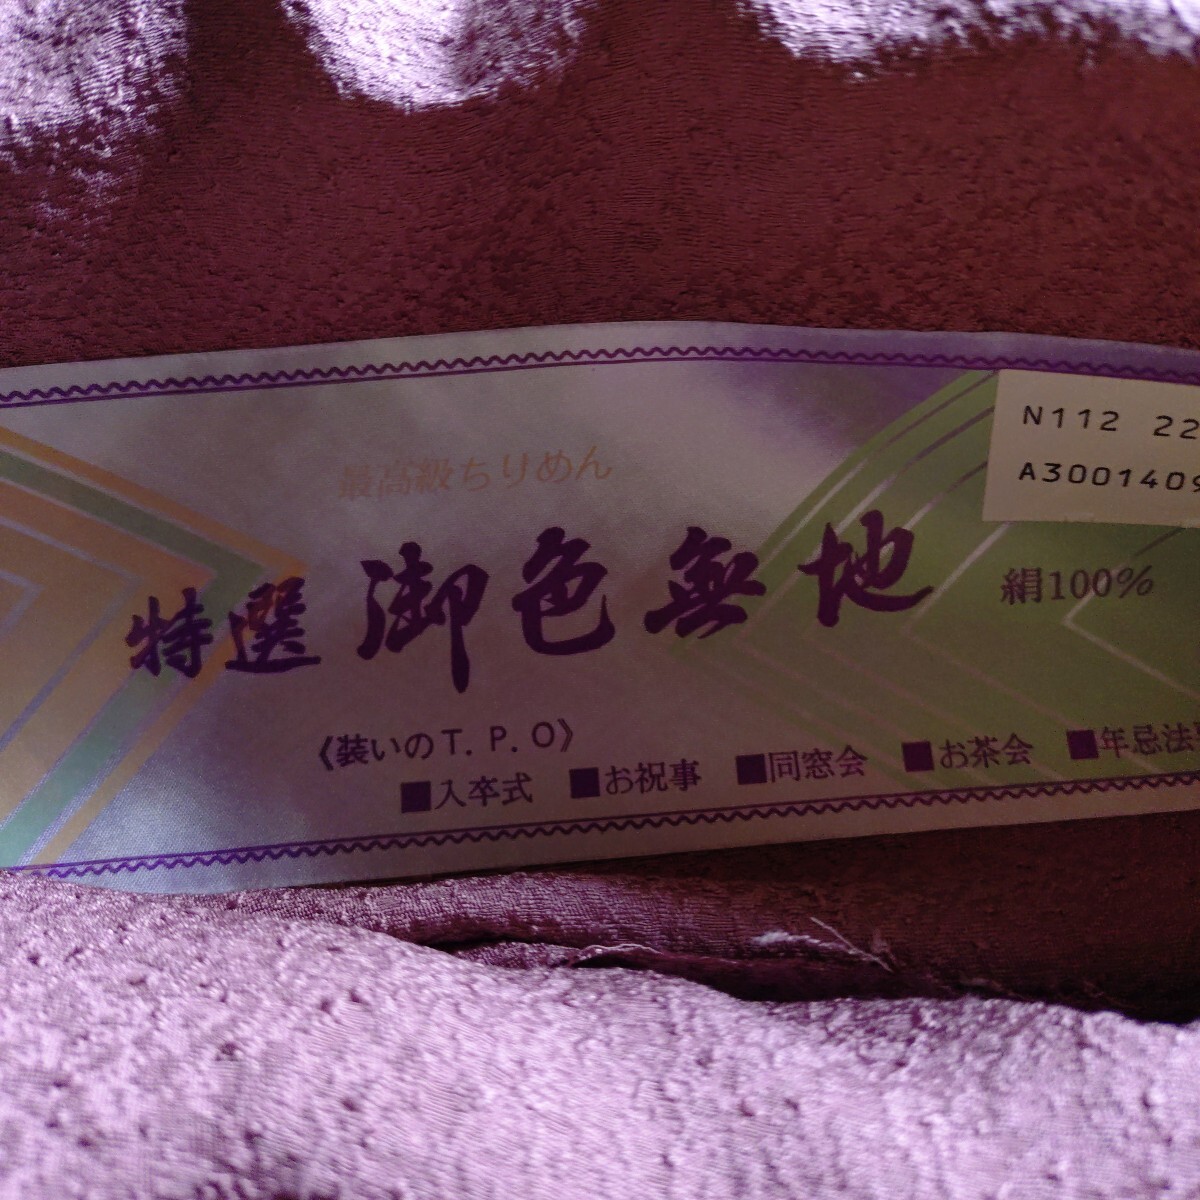 N112 22
A3001409
最高級ちりめん
特選 御色無地 絹100%
《装いのT.P.O》
■入卒式 ■お祝事 ■同窓会 ■お茶会 ■年忌法